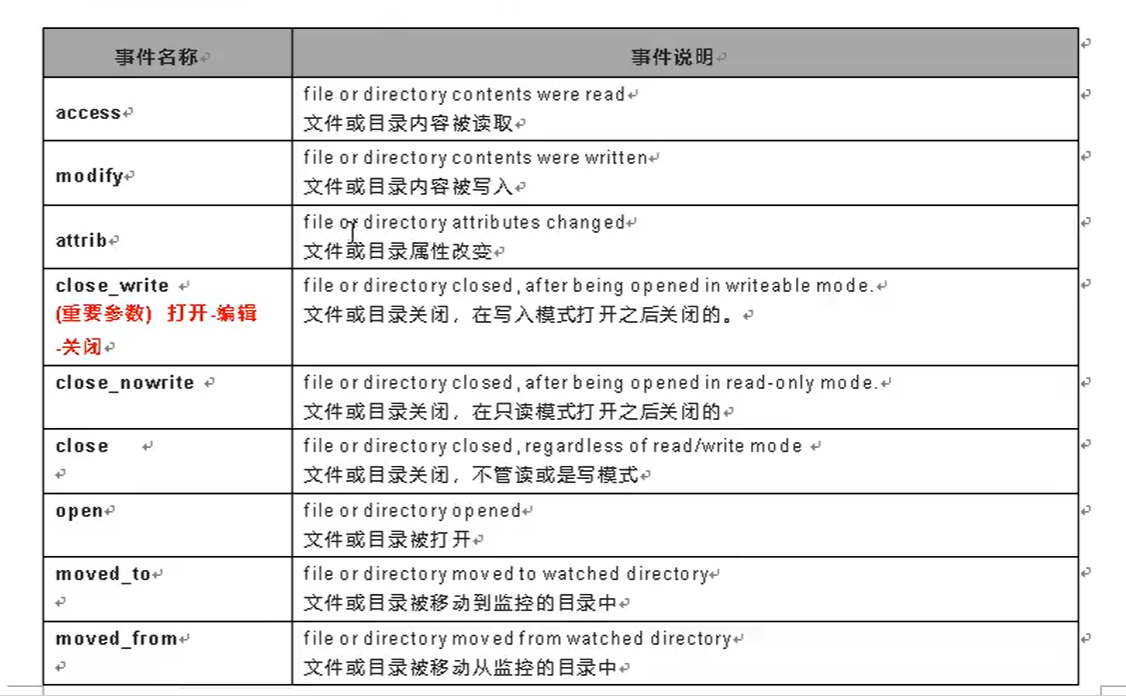 事件名称 事件说明
access
file or directory contents were read
文件或目录内容被读取
modify
file or directory contents were written
文件或目录内容被写入
attrib
file or directory attributes changed
文件或目录属性改变
close_write
(重要参数) 打开-编辑
-关闭
file or directory closed, after being opened in writeable mode.
文件或目录关闭，在写入模式打开之后关闭的。
close_nowrite
file or directory closed, after being opened in read-only mode.
文件或目录关闭，在只读模式打开之后关闭的
close
file or directory closed, regardless of read/write mode
文件或目录关闭，不管读或是写模式
open
file or directory opened
文件或目录被打开
moved_to
file or directory moved to watched directory
文件或目录被移动到监控的目录中
moved_from
file or directory moved from watched directory
文件或目录被移动从监控的目录中